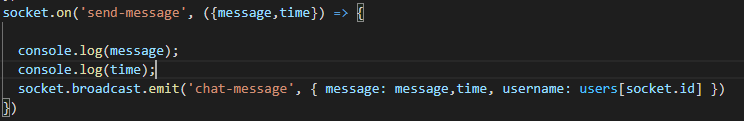 socket.on('send-message', ({message,time}) => {
console.log(message);
console.log(time);
socket.broadcast.emit('chat-message', { message: message,time, username: users[socket.id] })
})